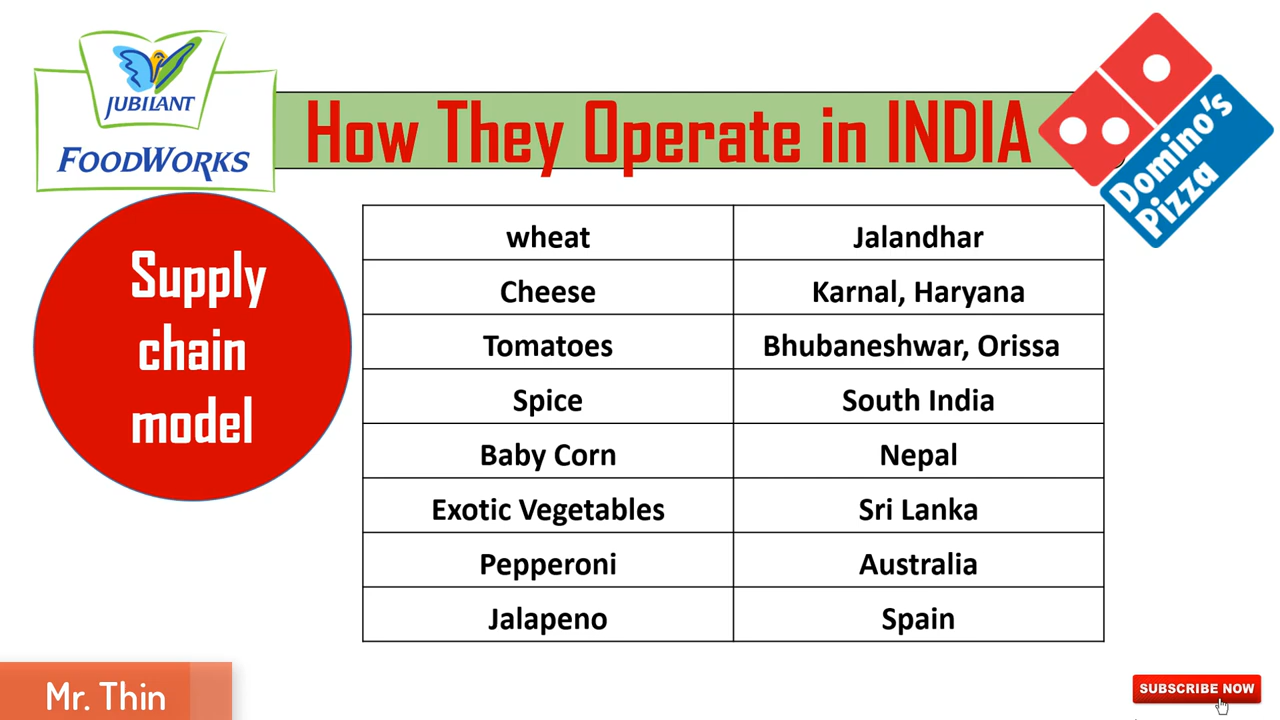 JUBILANT
FOODWORKS
How They Operate in INDIA
Domino's
Pizza
Supply
chain
model
wheat Jalandhar
Cheese Karnal, Haryana
Tomatoes Bhubaneshwar, Orissa
Spice South India
Baby Corn Nepal
Exotic Vegetables Sri Lanka
Pepperoni Australia
Jalapeno Spain
Mr. Thin
SUBSCRIBE NOW